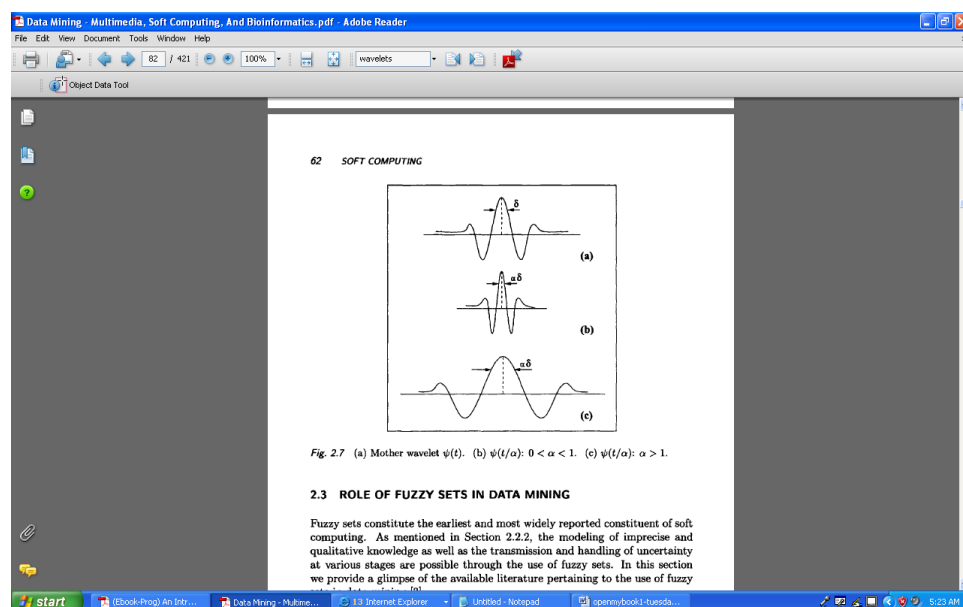 Data Mining - Multimedia, Soft Computing, And Bioinformatics.pdf - Adobe Reader
File Edit View Document Tools Window Help
82 / 421 100% wavelets
Object Data Tool
62 SOFT COMPUTING
δ
(a)
αδ
(b)
αδ
(c)
Fig. 2.7 (a) Mother wavelet ψ(t). (b) ψ(t/α): 0 < α < 1. (c) ψ(t/α): α > 1.
2.3 ROLE OF FUZZY SETS IN DATA MINING
Fuzzy sets constitute the earliest and most widely reported constituent of soft
computing. As mentioned in Section 2.2.2, the modeling of imprecise and
qualitative knowledge as well as the transmission and handling of uncertainty
at various stages are possible through the use of fuzzy sets. In this section
we provide a glimpse of the available literature pertaining to the use of fuzzy
start (Ebook-Prog) An Intr... Data Mining - Multime... 13 Internet Explorer Untitled - Notepad openmybook1-tuesda... 5:23 AM